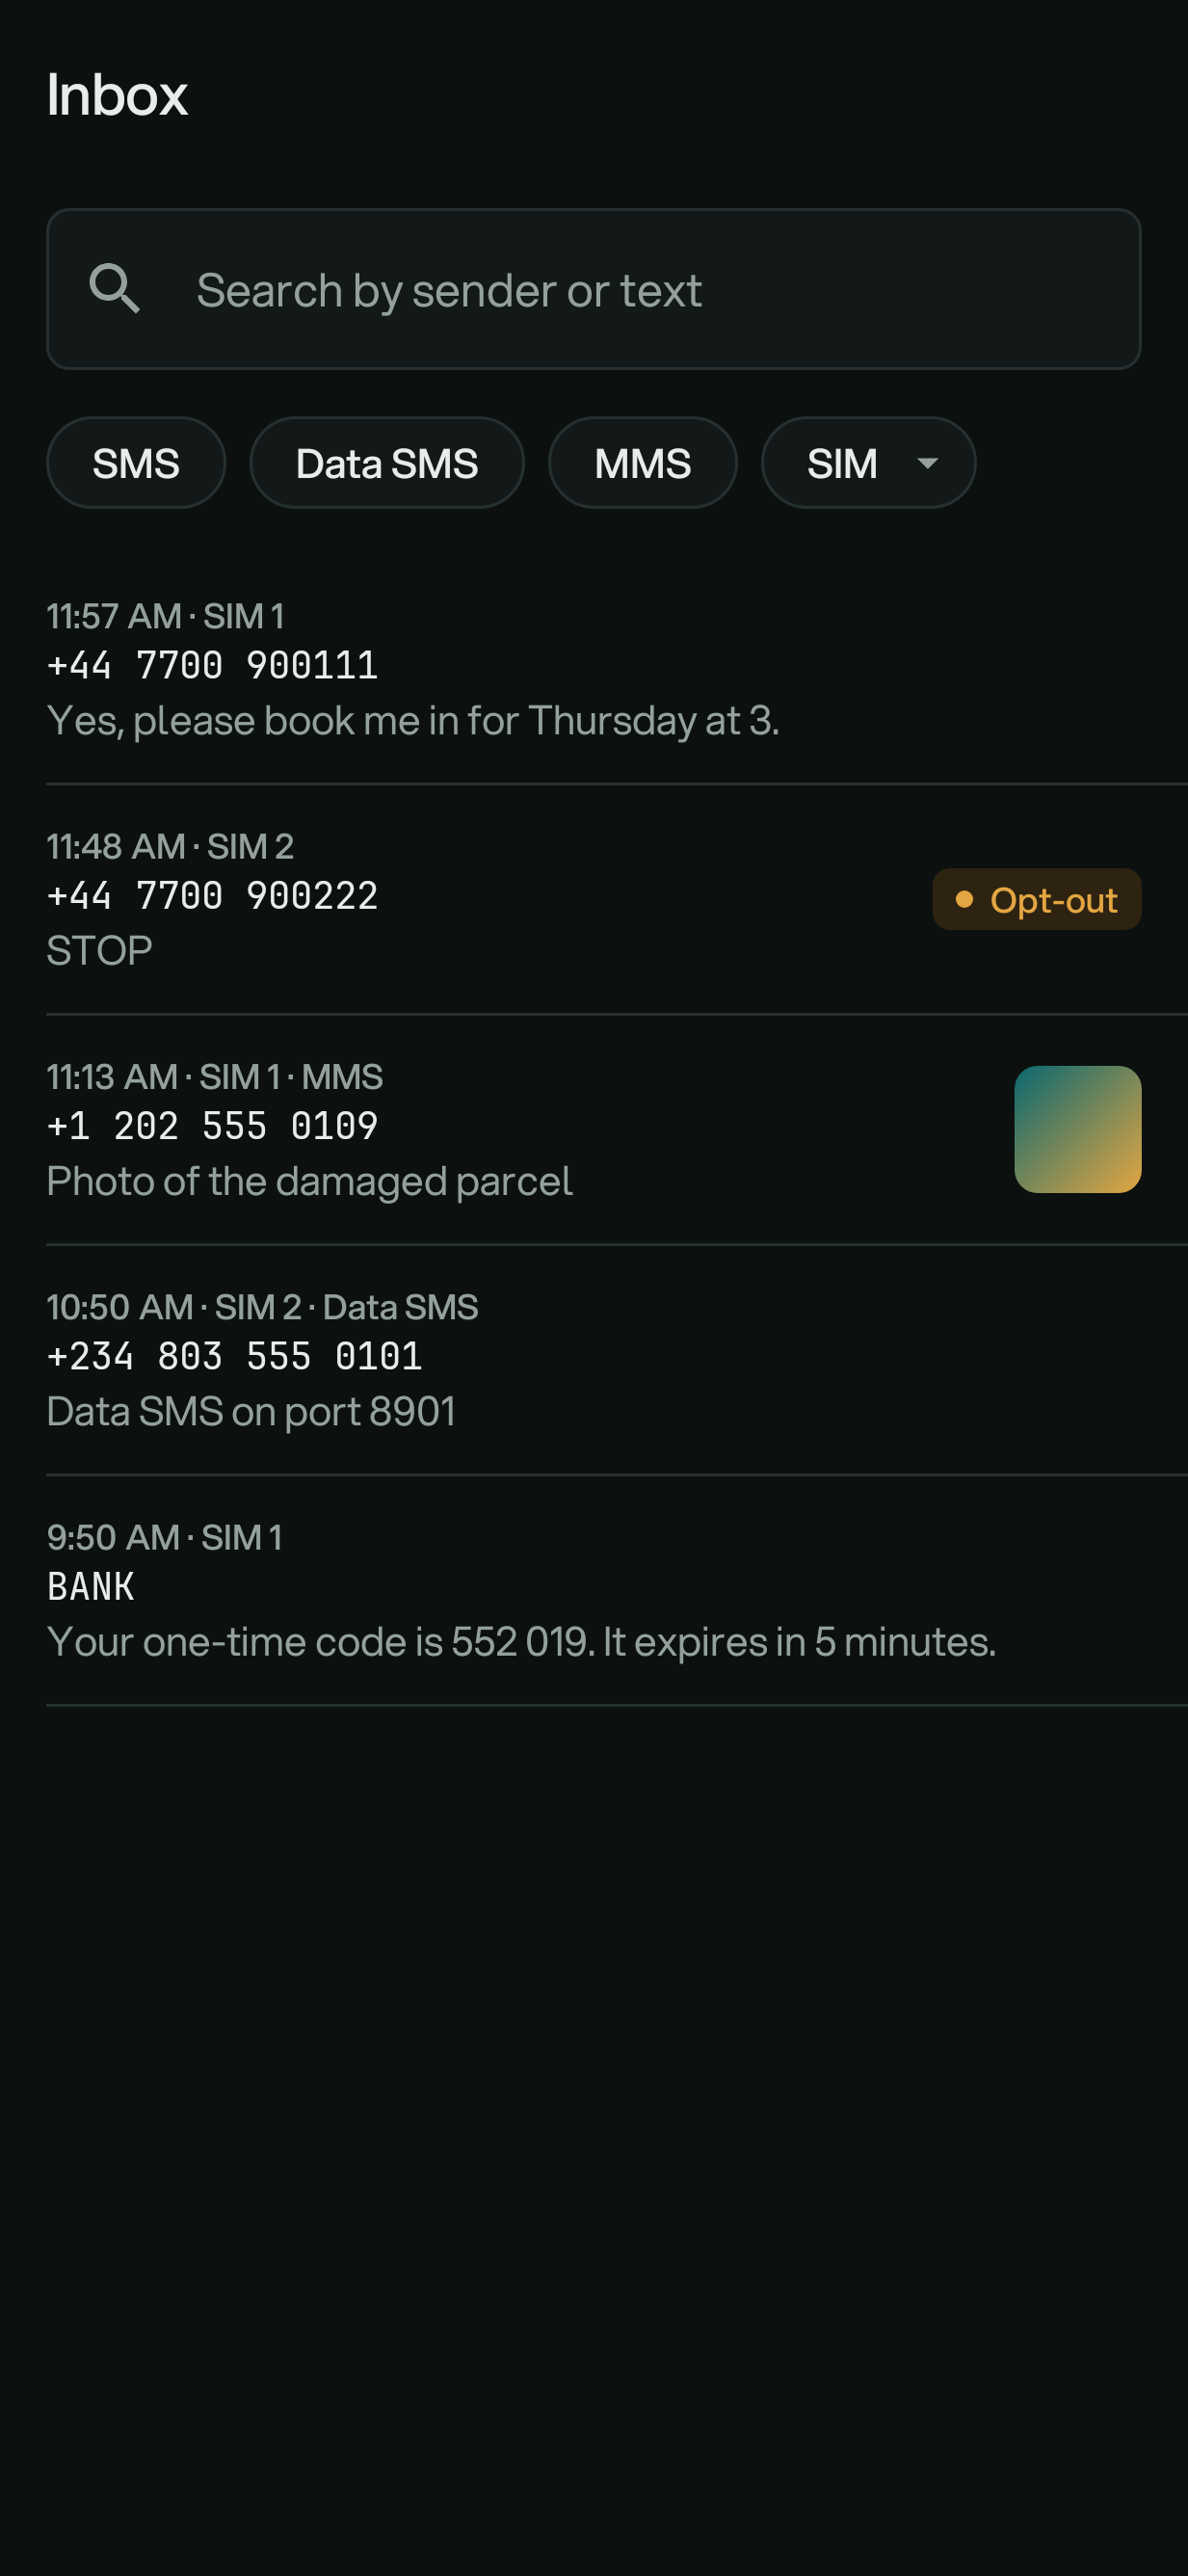 Inbox
Search by sender or text
SMS
Data SMS
MMS
SIM
11:57 AM · SIM 1
+44 7700 900111
Yes, please book me in for Thursday at 3.
11:48 AM · SIM 2
+44 7700 900222
STOP
Opt-out
11:13 AM · SIM 1 · MMS
+1 202 555 0109
Photo of the damaged parcel
10:50 AM · SIM 2 · Data SMS
+234 803 555 0101
Data SMS on port 8901
9:50 AM · SIM 1
BANK
Your one-time code is 552 019. It expires in 5 minutes.